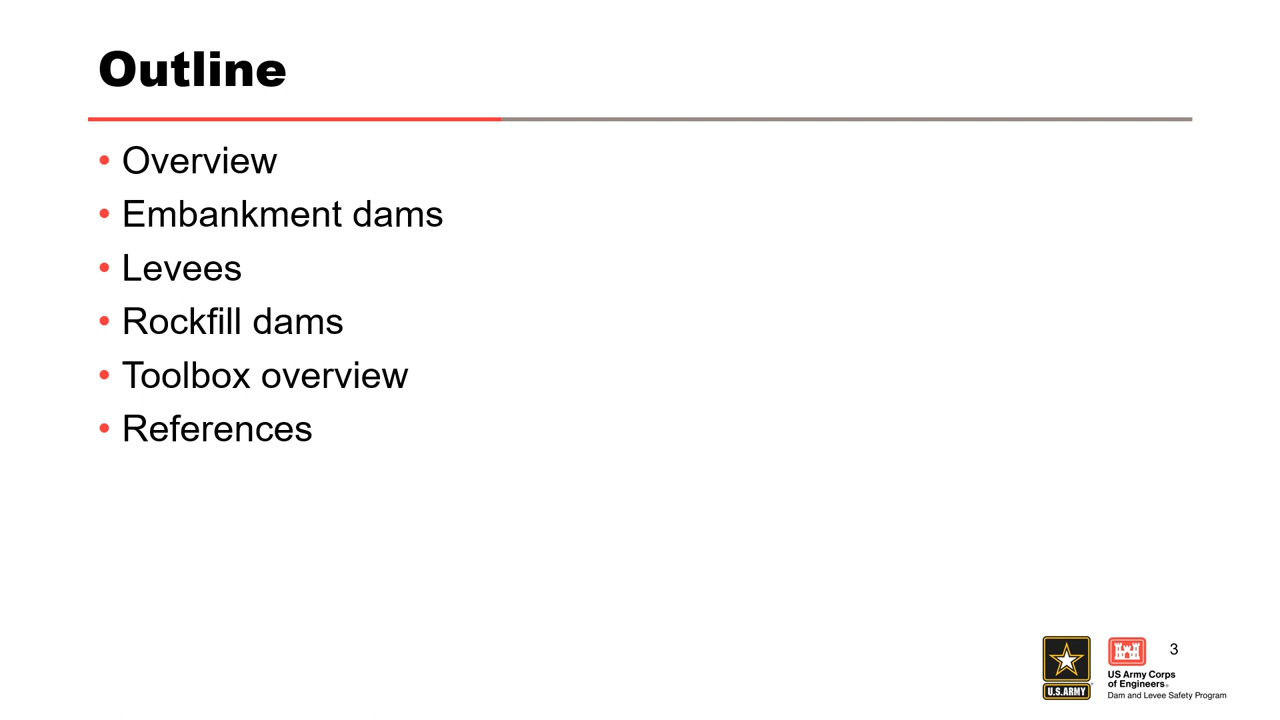 Outline
• Overview
• Embankment dams
• Levees
• Rockfill dams
• Toolbox overview
• References
3
U.S.ARMY
US Army Corps
of Engineers®
Dam and Levee Safety Program